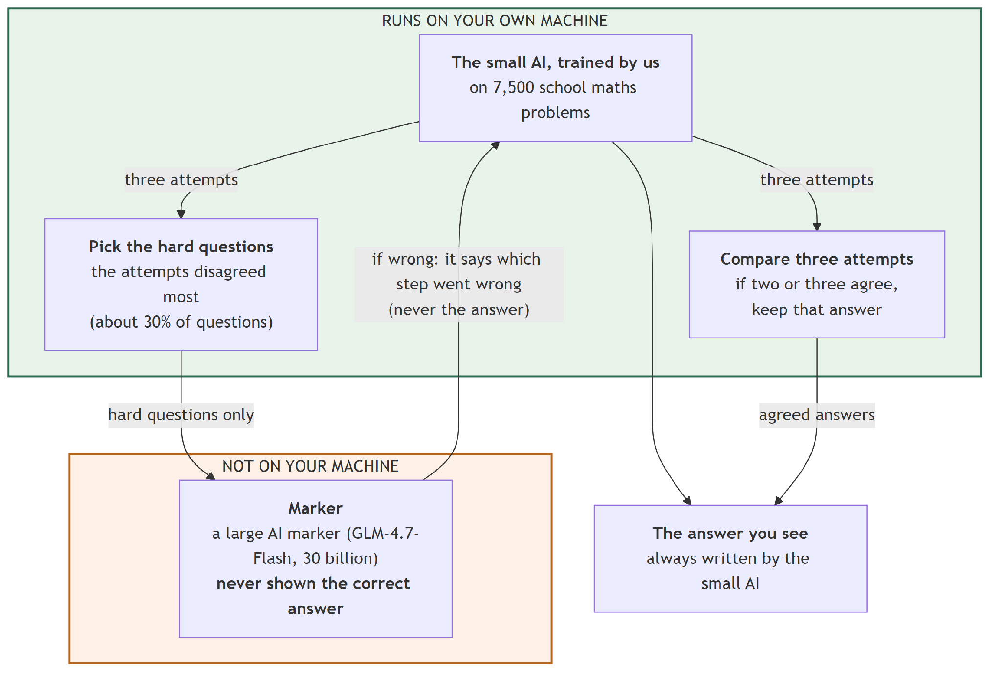 RUNS ON YOUR OWN MACHINE
The small AI, trained by us
on 7,500 school maths
problems
three attempts
three attempts
Pick the hard questions
the attempts disagreed
most
(about 30% of questions)
if wrong: it says which
step went wrong
(never the answer)
Compare three attempts
if two or three agree,
keep that answer
hard questions only
agreed answers
NOT ON YOUR MACHINE
Marker
a large AI marker (GLM-4.7-
Flash, 30 billion)
never shown the correct
answer
The answer you see
always written by the
small AI